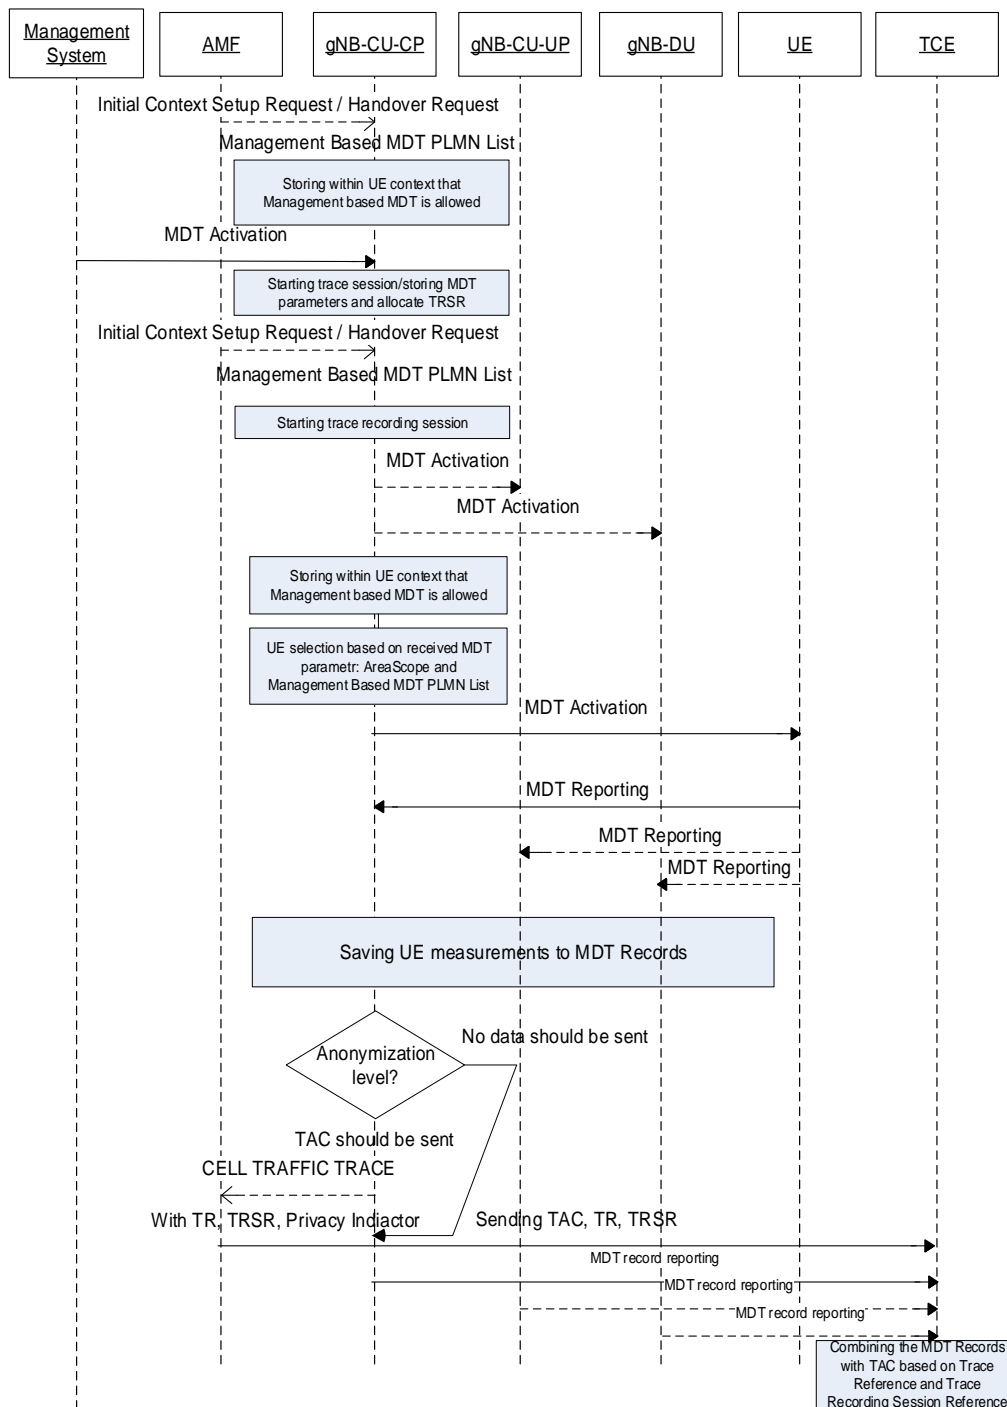 Management
System
AMF
gNB-CU-CP
gNB-CU-UP
gNB-DU
UE
TCE
Initial Context Setup Request / Handover Request
Management Based MDT PLMN List
Storing within UE context that
Management based MDT is allowed
MDT Activation
Starting trace session/storing MDT
parameters and allocate TRSR
Initial Context Setup Request / Handover Request
Management Based MDT PLMN List
Starting trace recording session
MDT Activation
MDT Activation
Storing within UE context that
Management based MDT is allowed
UE selection based on received MDT
parametr: AreaScope and
Management Based MDT PLMN List
MDT Activation
MDT Reporting
MDT Reporting
MDT Reporting
Saving UE measurements to MDT Records
No data should be sent
Anonymization
level?
TAC should be sent
CELL TRAFFIC TRACE
With TR, TRSR, Privacy Indiactor
Sending TAC, TR, TRSR
MDT record reporting
MDT record reporting
MDT record reporting
Combining the MDT Records
with TAC based on Trace
Reference and Trace
Recording Session Reference